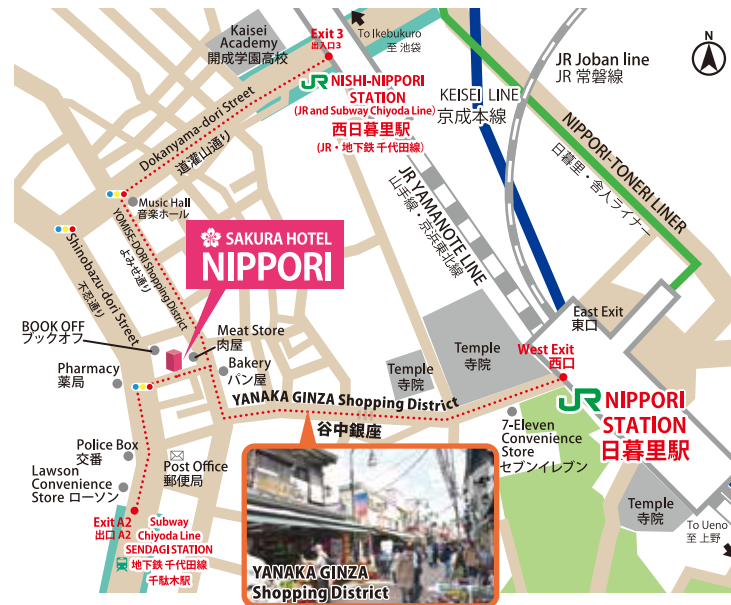 Kaisei
Academy
開成学園高校
Exit 3
出入口3
To Ikebukuro
至 池袋
N
JR Joban line
JR 常磐線
JR NISHI-NIPPORI
STATION
(JR and Subway Chiyoda Line)
西日暮里駅
(JR・地下鉄 千代田線)
KEISEI LINE
京成本線
NIPPORI-TONERI LINER
日暮里・舎人ライナー
Dokanyama-dori Street
道灌山通り
JR YAMANOTE LINE
山手線・京浜東北線
Music Hall
音楽ホール
YOMISE-DORI Shopping District
よみせ通り
Shinobazu-dori Street
不忍通り
SAKURA HOTEL
NIPPORI
BOOK OFF
ブックオフ
Meat Store
肉屋
Bakery
パン屋
Pharmacy
薬局
Temple
寺院
Temple
寺院
East Exit
東口
West Exit
西口
YANAKA GINZA Shopping District
谷中銀座
JR NIPPORI
STATION
日暮里駅
7-Eleven
Convenience
Store
セブンイレブン
Police Box
交番
Lawson
Convenience
Store ローソン
Post Office
郵便局
Exit A2
出口 A2
Subway
Chiyoda Line
SENDAGI STATION
地下鉄 千代田線
千駄木駅
YANAKA GINZA
Shopping District
Temple
寺院
To Ueno
至 上野